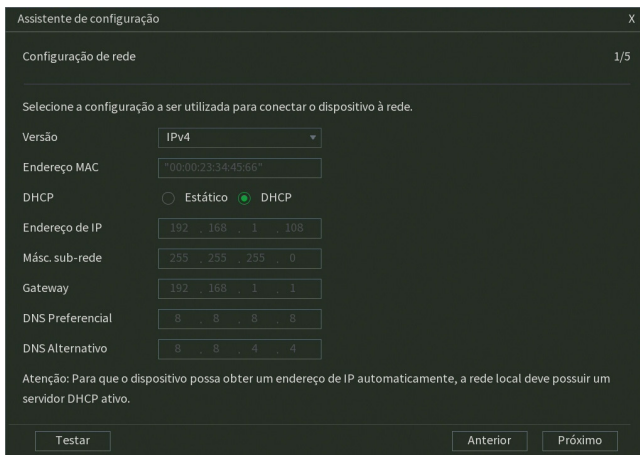 Assistente de configuração X
Configuração de rede 1/5
Selecione a configuração a ser utilizada para conectar o dispositivo à rede.
Versão IPv4
Endereço MAC "00:00:23:34:45:66"
DHCP Estático DHCP
Endereço de IP 192 . 168 . 1 . 108
Másc. sub-rede 255 . 255 . 255 . 0
Gateway 192 . 168 . 1 . 1
DNS Preferencial 8 . 8 . 8 . 8
DNS Alternativo 8 . 8 . 4 . 4
Atenção: Para que o dispositivo possa obter um endereço de IP automaticamente, a rede local deve possuir um
servidor DHCP ativo.
Testar Anterior Próximo